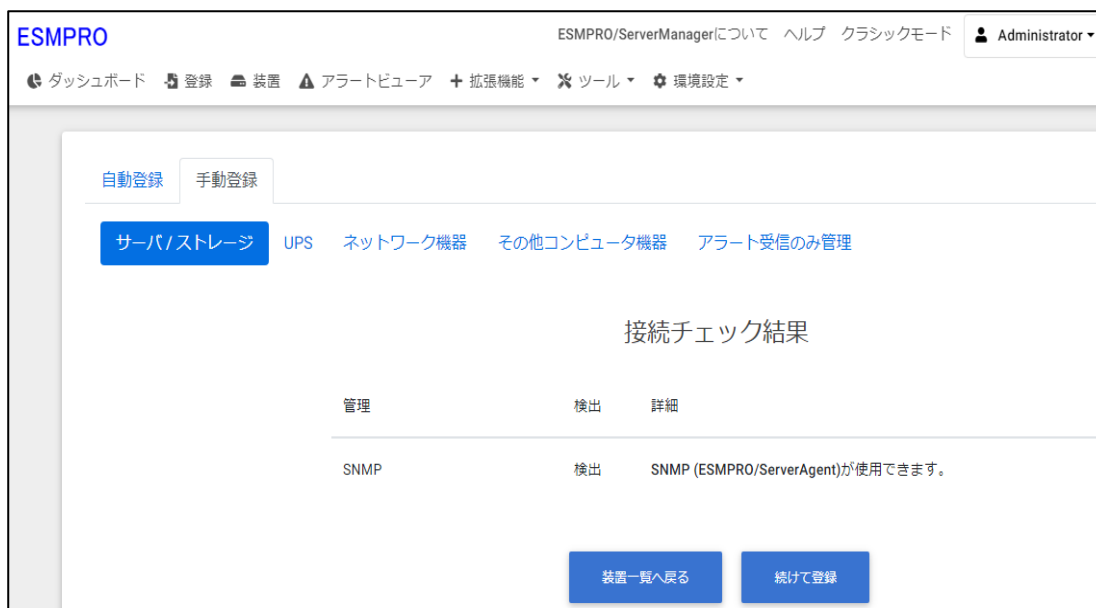 ESMPRO
ESMPRO/ServerManagerについて ヘルプ クラシックモード Administrator
ダッシュボード 登録 装置 アラートビューア 拡張機能 ツール 環境設定
自動登録 手動登録
サーバ / ストレージ UPS ネットワーク機器 その他コンピュータ機器 アラート受信のみ管理
接続チェック結果
管理 検出 詳細
SNMP 検出 SNMP (ESMPRO/ServerAgent)が使用できます。
装置一覧へ戻る 続けて登録